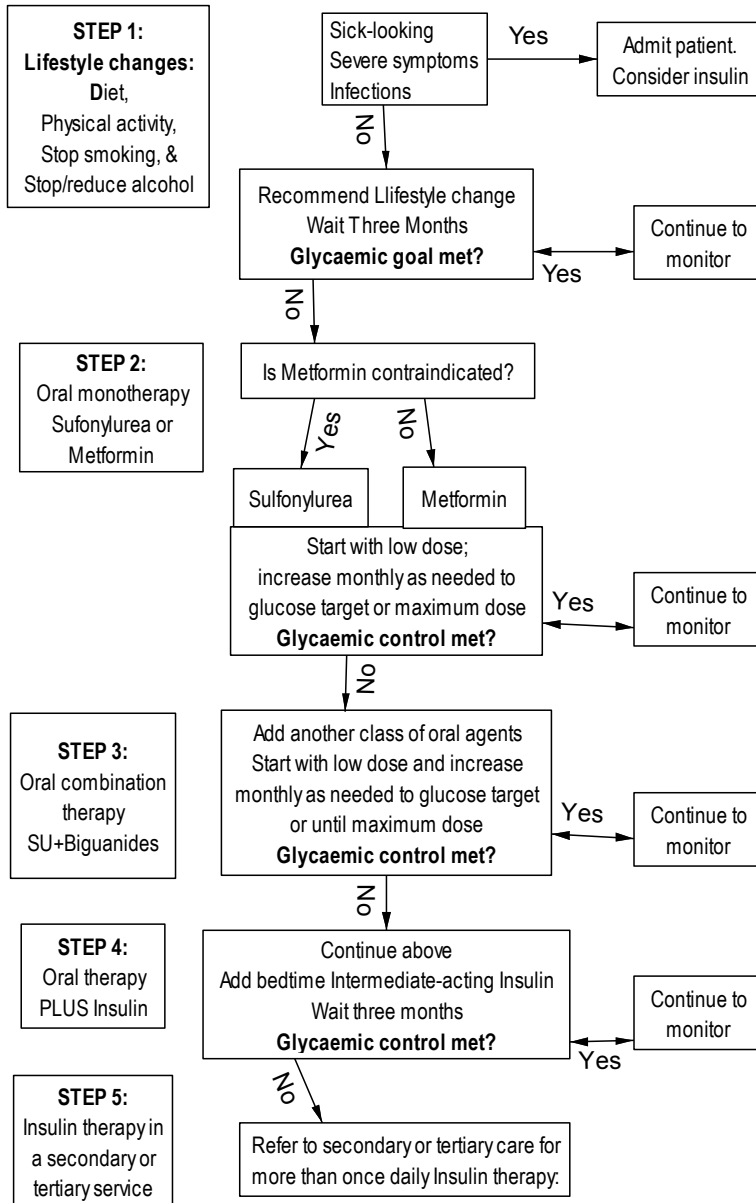 STEP 1:
Lifestyle changes:
Diet,
Physical activity,
Stop smoking, &
Stop/reduce alcohol
Sick-looking
Severe symptoms
Infections
Yes
Admit patient.
Consider insulin
No
Recommend Llifestyle change
Wait Three Months
Glycaemic goal met?
Yes
Continue to
monitor
No
STEP 2:
Oral monotherapy
Sufonylurea or
Metformin
Is Metformin contraindicated?
Yes
No
Sulfonylurea
Metformin
Start with low dose;
increase monthly as needed to
glucose target or maximum dose
Glycaemic control met?
Yes
Continue to
monitor
No
STEP 3:
Oral combination
therapy
SU+Biguanides
Add another class of oral agents
Start with low dose and increase
monthly as needed to glucose target
or until maximum dose
Glycaemic control met?
Yes
Continue to
monitor
No
STEP 4:
Oral therapy
PLUS Insulin
Continue above
Add bedtime Intermediate-acting Insulin
Wait three months
Glycaemic control met?
Yes
Continue to
monitor
No
STEP 5:
Insulin therapy in
a secondary or
tertiary service
Refer to secondary or tertiary care for
more than once daily Insulin therapy: